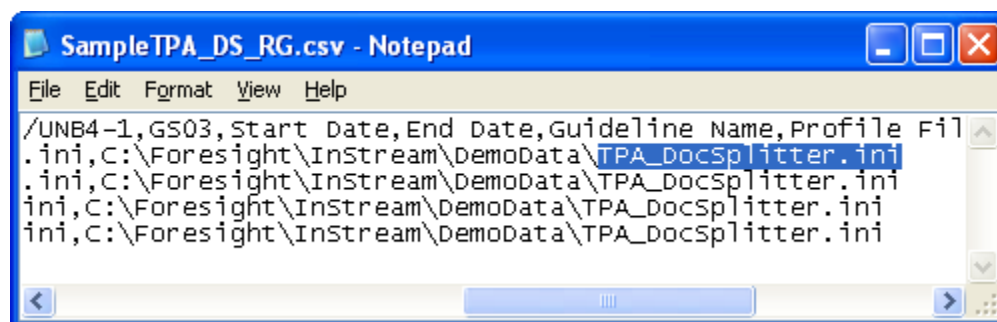 SampleTPA_DS_RG.csv - Notepad
File Edit Format View Help
/UNB4-1,GS03,Start Date,End Date,Guideline Name,Profile Fil
.ini,C:\Foresight\InStream\DemoData\TPA_DocSplitter.ini
.ini,C:\Foresight\InStream\DemoData\TPA_DocSplitter.ini
ini,C:\Foresight\InStream\DemoData\TPA_DocSplitter.ini
ini,C:\Foresight\InStream\DemoData\TPA_DocSplitter.ini